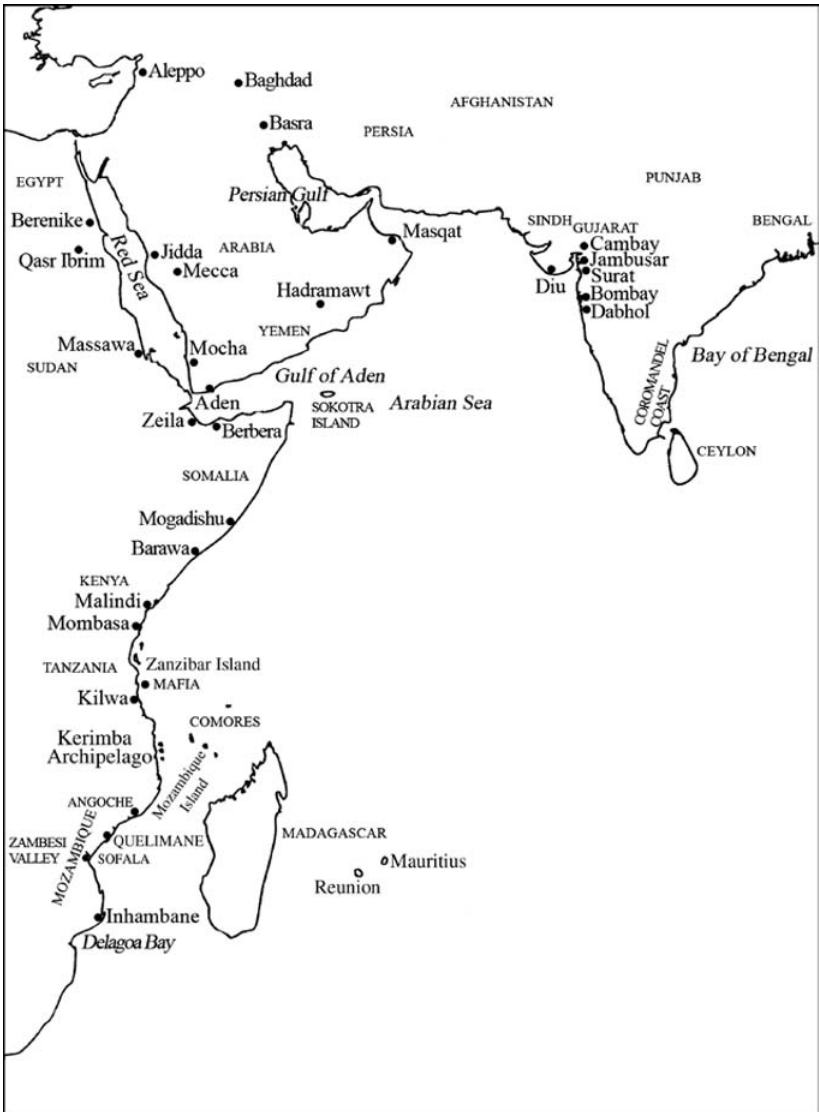 Aleppo
Baghdad
AFGHANISTAN
Basra
PERSIA
EGYPT
PUNJAB
Persian Gulf
Berenike
SINDH
GUJARAT
BENGAL
Masqat
Red Sea
Qasr Ibrim
Jidda
ARABIA
Cambay
Mecca
Jambusar
Surat
Diu
Hadramawt
Bombay
Dabhol
YEMEN
Massawa
Mocha
SUDAN
Gulf of Aden
Bay of Bengal
COROMANDEL
COAST
Aden
SOKOTRA
ISLAND
Arabian Sea
Zeila
Berbera
CEYLON
SOMALIA
Mogadishu
Barawa
KENYA
Malindi
Mombasa
TANZANIA
Zanzibar Island
MAFIA
Kilwa
COMORES
Kerimba
Archipelago
Mozambique
Island
ANGOCHE
MOZAMBIQUE
ZAMBESI
VALLEY
QUELIMANE
SOFALA
MADAGASCAR
Mauritius
Reunion
Inhambane
Delagoa Bay